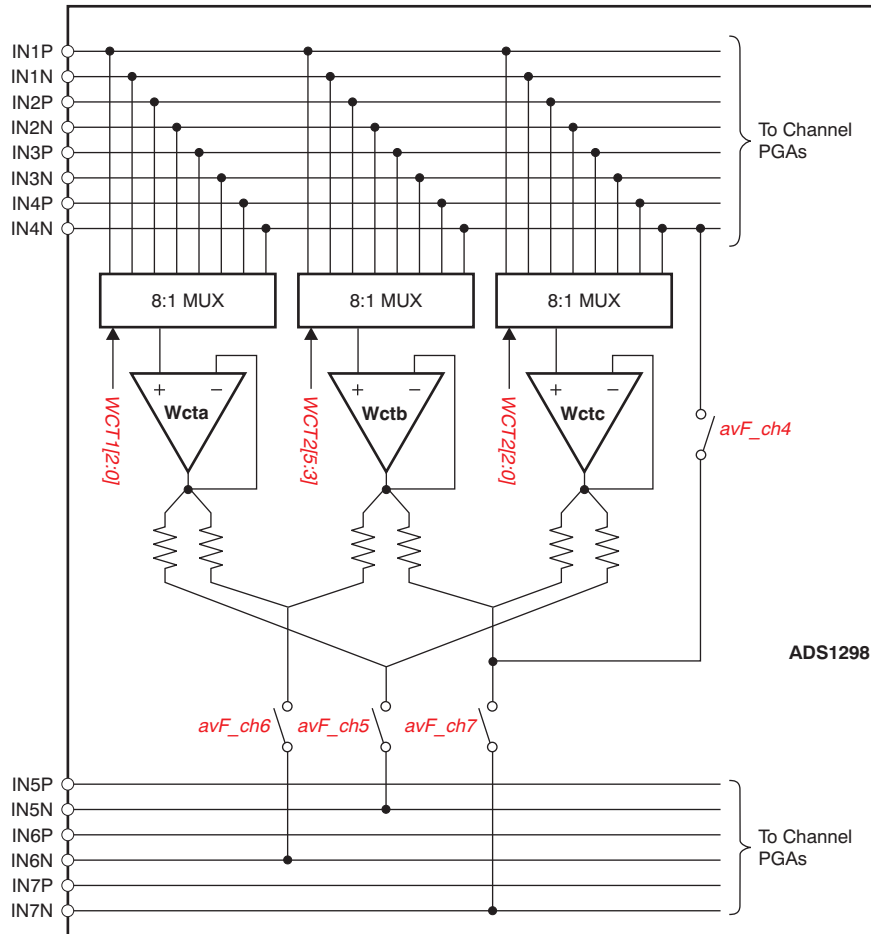 IN1P
IN1N
IN2P
IN2N
IN3P
IN3N
IN4P
IN4N
To Channel
PGAs
8:1 MUX
8:1 MUX
8:1 MUX
+
−
Wcta
WCT1[2:0]
+
−
Wctb
WCT2[5:3]
+
−
Wctc
WCT2[2:0]
avF_ch4
ADS1298
avF_ch6
avF_ch5
avF_ch7
IN5P
IN5N
IN6P
IN6N
IN7P
IN7N
To Channel
PGAs